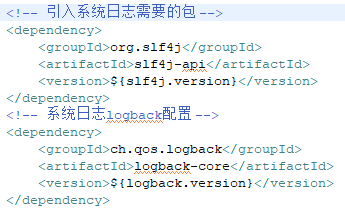 <!-- 引入系统日志需要的包 -->
<dependency>
<groupId>org.slf4j</groupId>
<artifactId>slf4j-api</artifactId>
<version>${slf4j.version}</version>
</dependency>
<!-- 系统日志logback配置 -->
<dependency>
<groupId>ch.qos.logback</groupId>
<artifactId>logback-core</artifactId>
<version>${logback.version}</version>
</dependency>